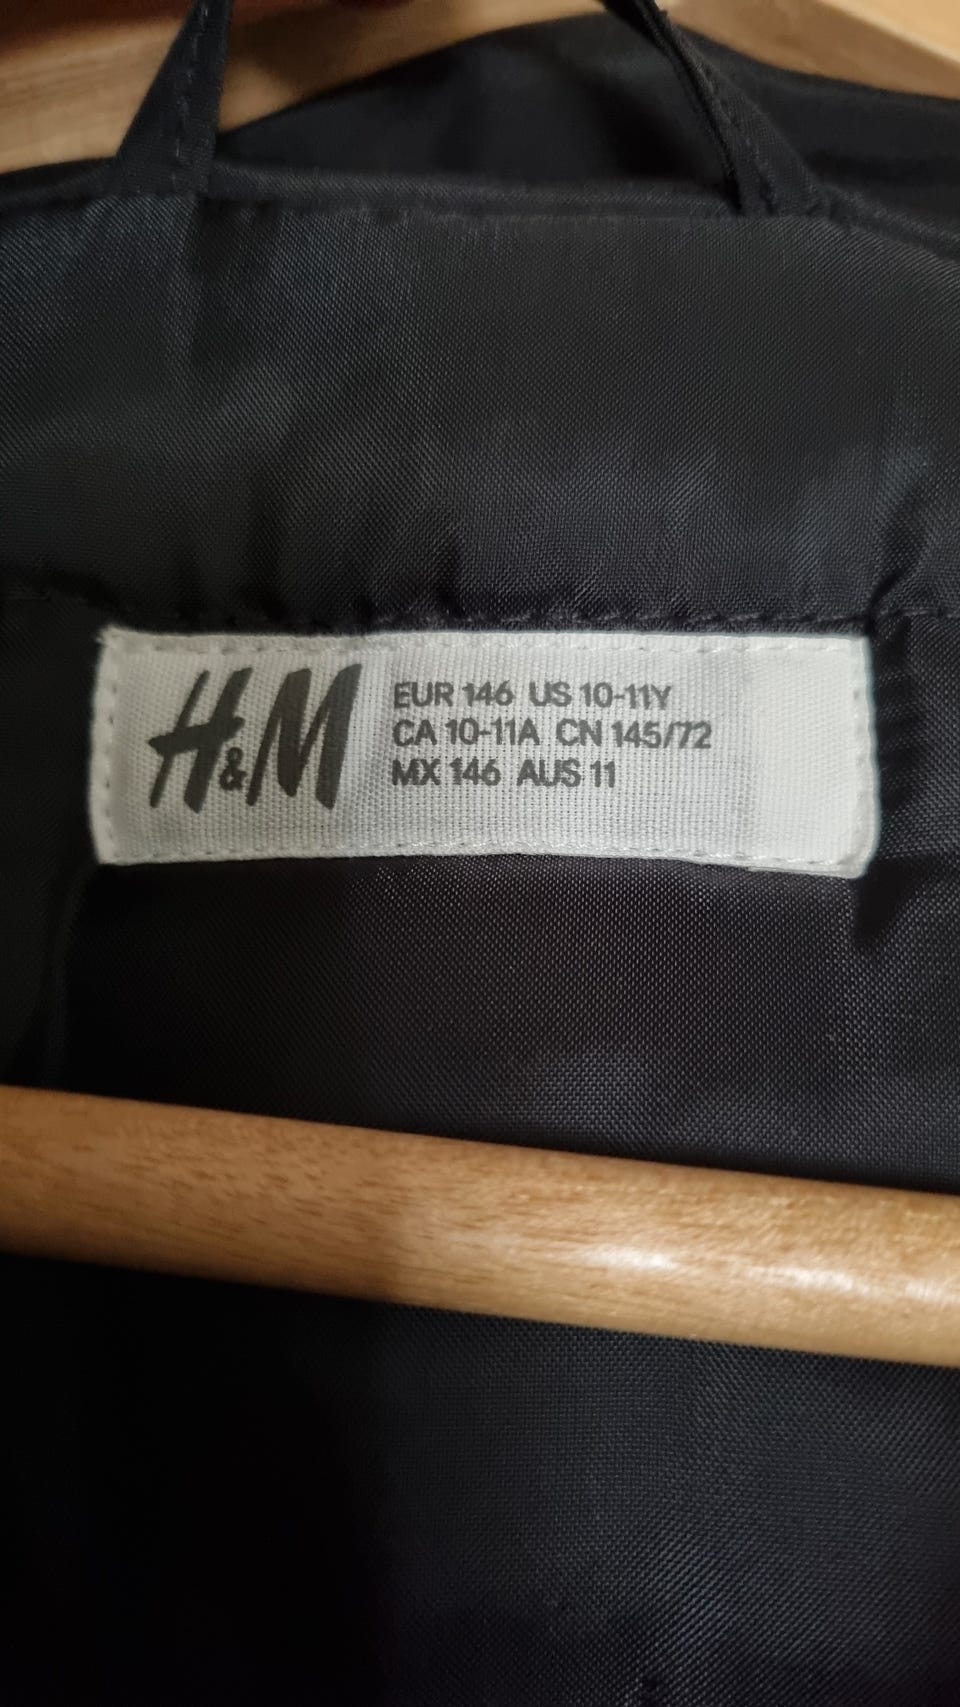 H&M
EUR 146 US 10-11Y
CA 10-11A CN 145/72
MX 146 AUS 11